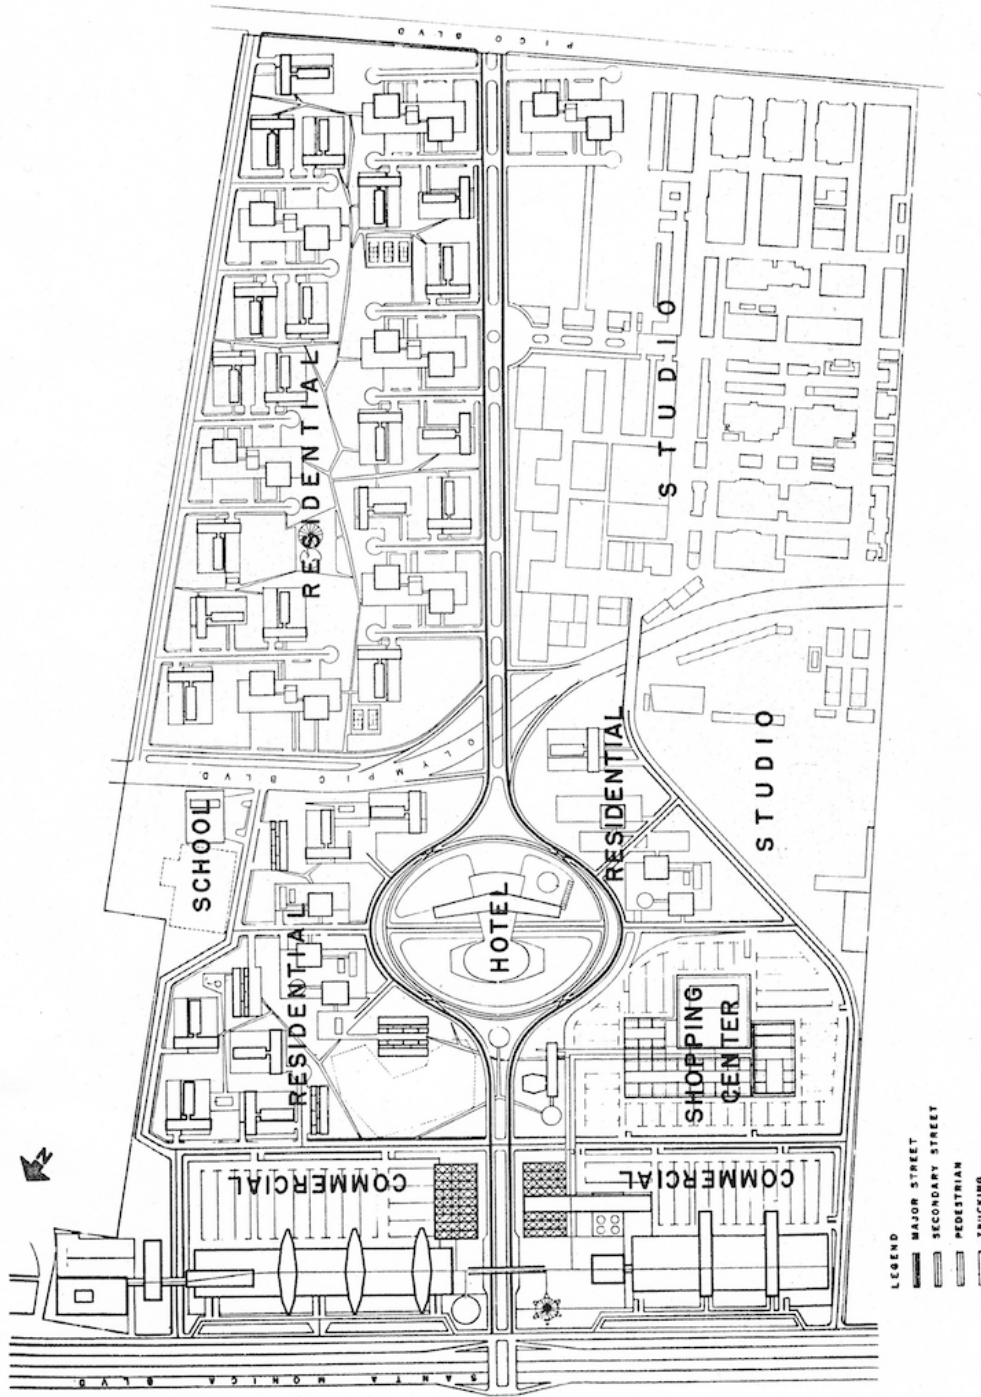 PICO BLVD
STUDIO
RESIDENTIAL
OLYMPIC BLVD.
RESIDENTIAL
STUDIO
SCHOOL
HOTEL
RESIDENTIAL
SHOPPING
CENTER
COMMERCIAL
COMMERCIAL
N
SANTA MONICA BLVD.
LEGEND
MAJOR STREET
SECONDARY STREET
PEDESTRIAN
TRUCKING